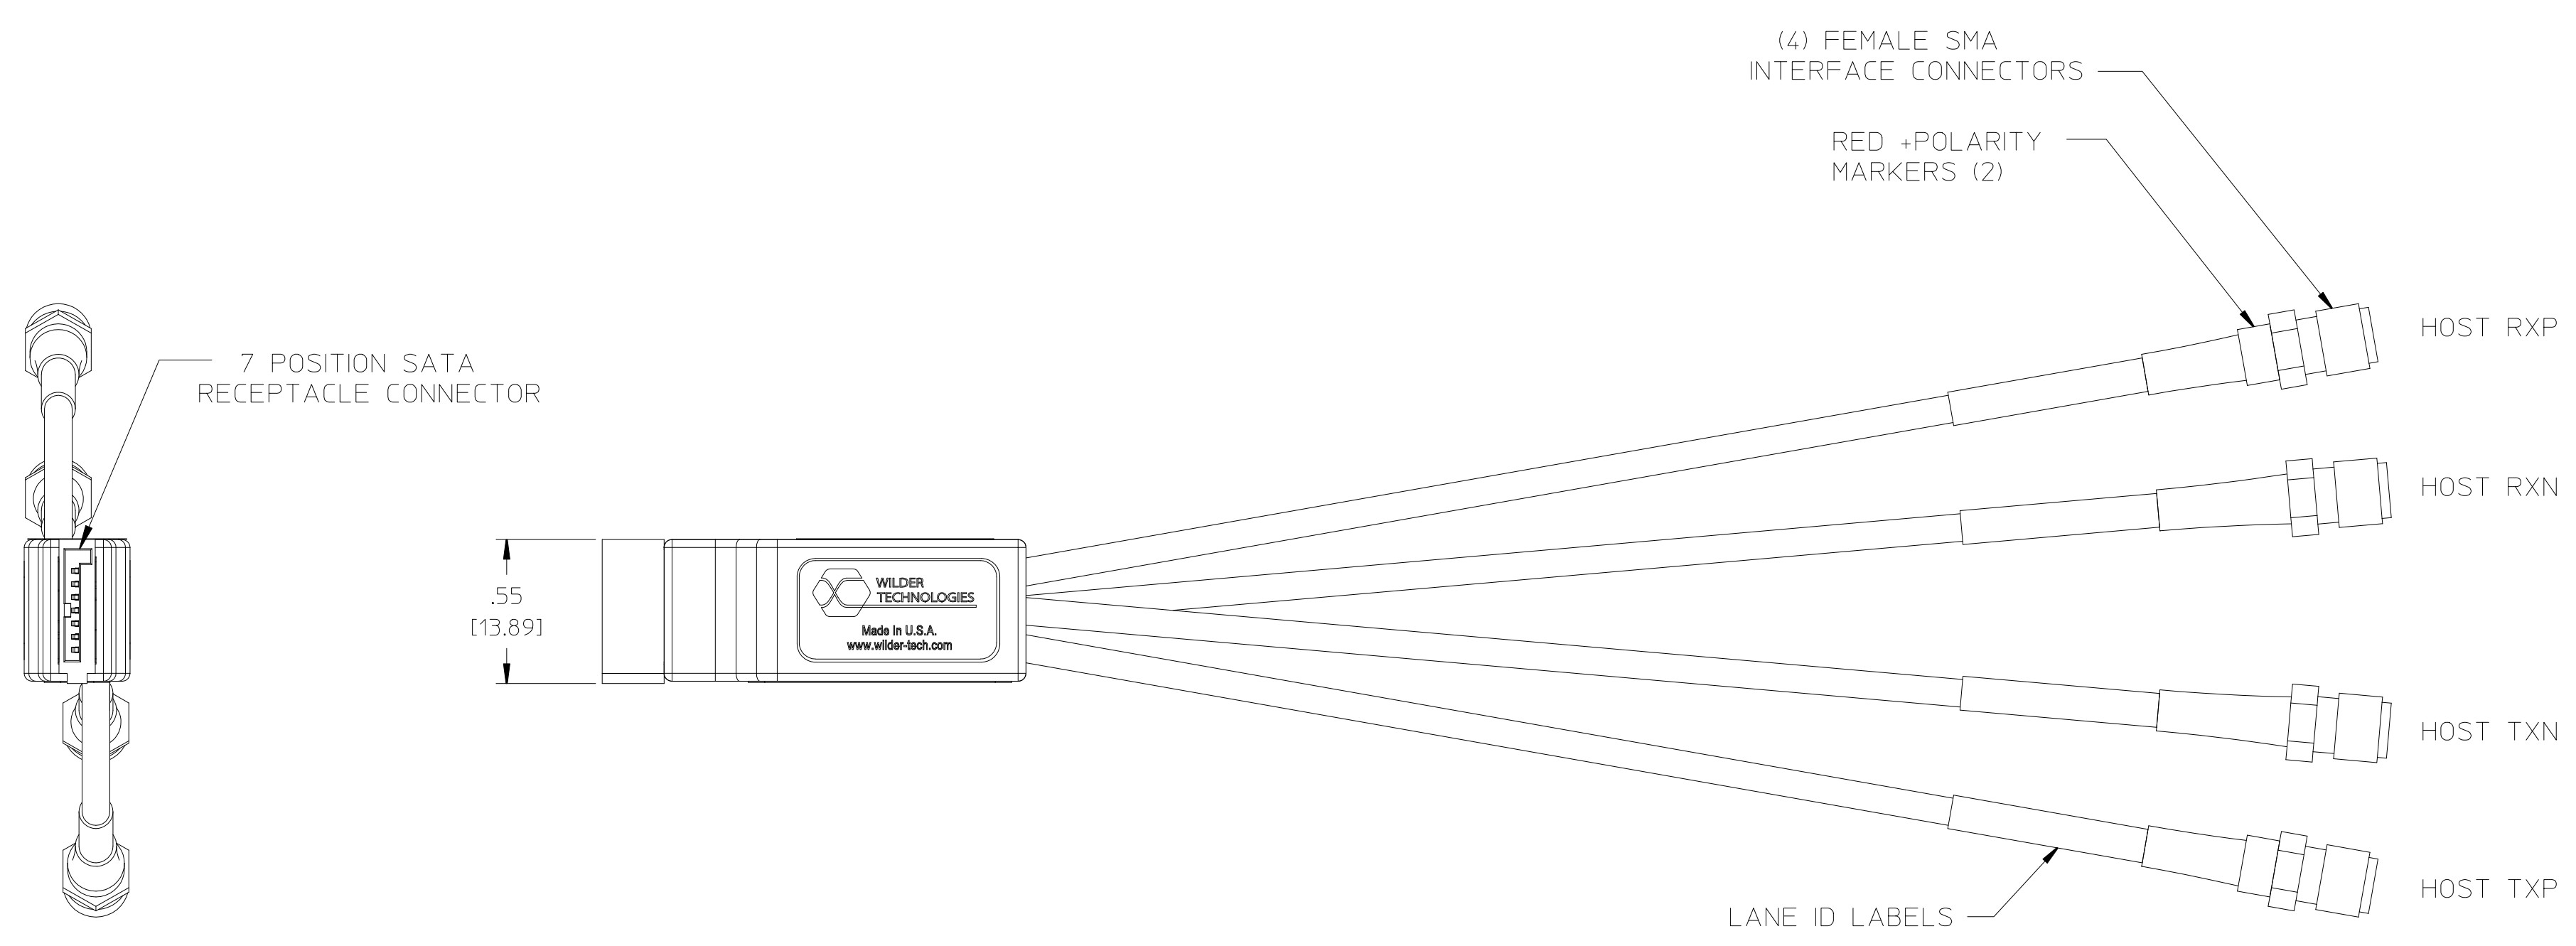 (4) FEMALE SMA
INTERFACE CONNECTORS
RED +POLARITY
MARKERS (2)
HOST RXP
7 POSITION SATA
RECEPTACLE CONNECTOR
HOST RXN
.55
[13.89]
WILDER
TECHNOLOGIES
Made in U.S.A.
www.wilder-tech.com
HOST TXN
HOST TXP
LANE ID LABELS